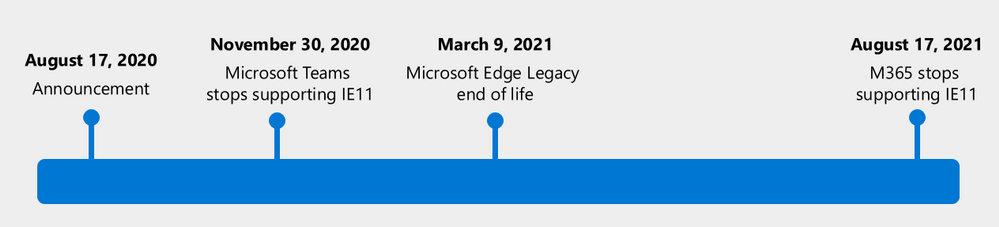 August 17, 2020
Announcement
November 30, 2020
Microsoft Teams
stops supporting IE11
March 9, 2021
Microsoft Edge Legacy
end of life
August 17, 2021
M365 stops
supporting IE11